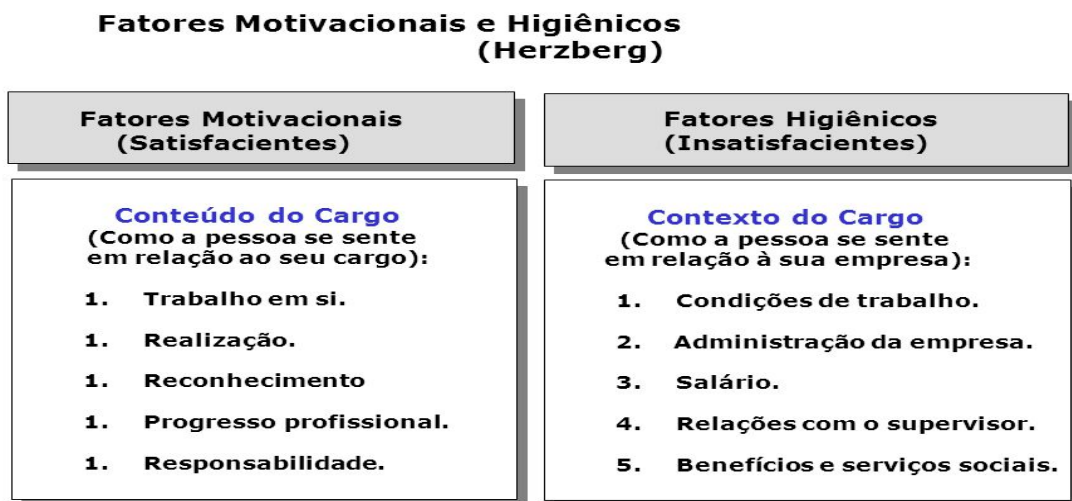 Fatores Motivacionais e Higiênicos
(Herzberg)
Fatores Motivacionais
(Satisfacientes)
Conteúdo do Cargo
(Como a pessoa se sente
em relação ao seu cargo):
1. Trabalho em si.
1. Realização.
1. Reconhecimento
1. Progresso profissional.
1. Responsabilidade.
Fatores Higiênicos
(Insatisfacientes)
Contexto do Cargo
(Como a pessoa se sente
em relação à sua empresa):
1. Condições de trabalho.
2. Administração da empresa.
3. Salário.
4. Relações com o supervisor.
5. Benefícios e serviços sociais.